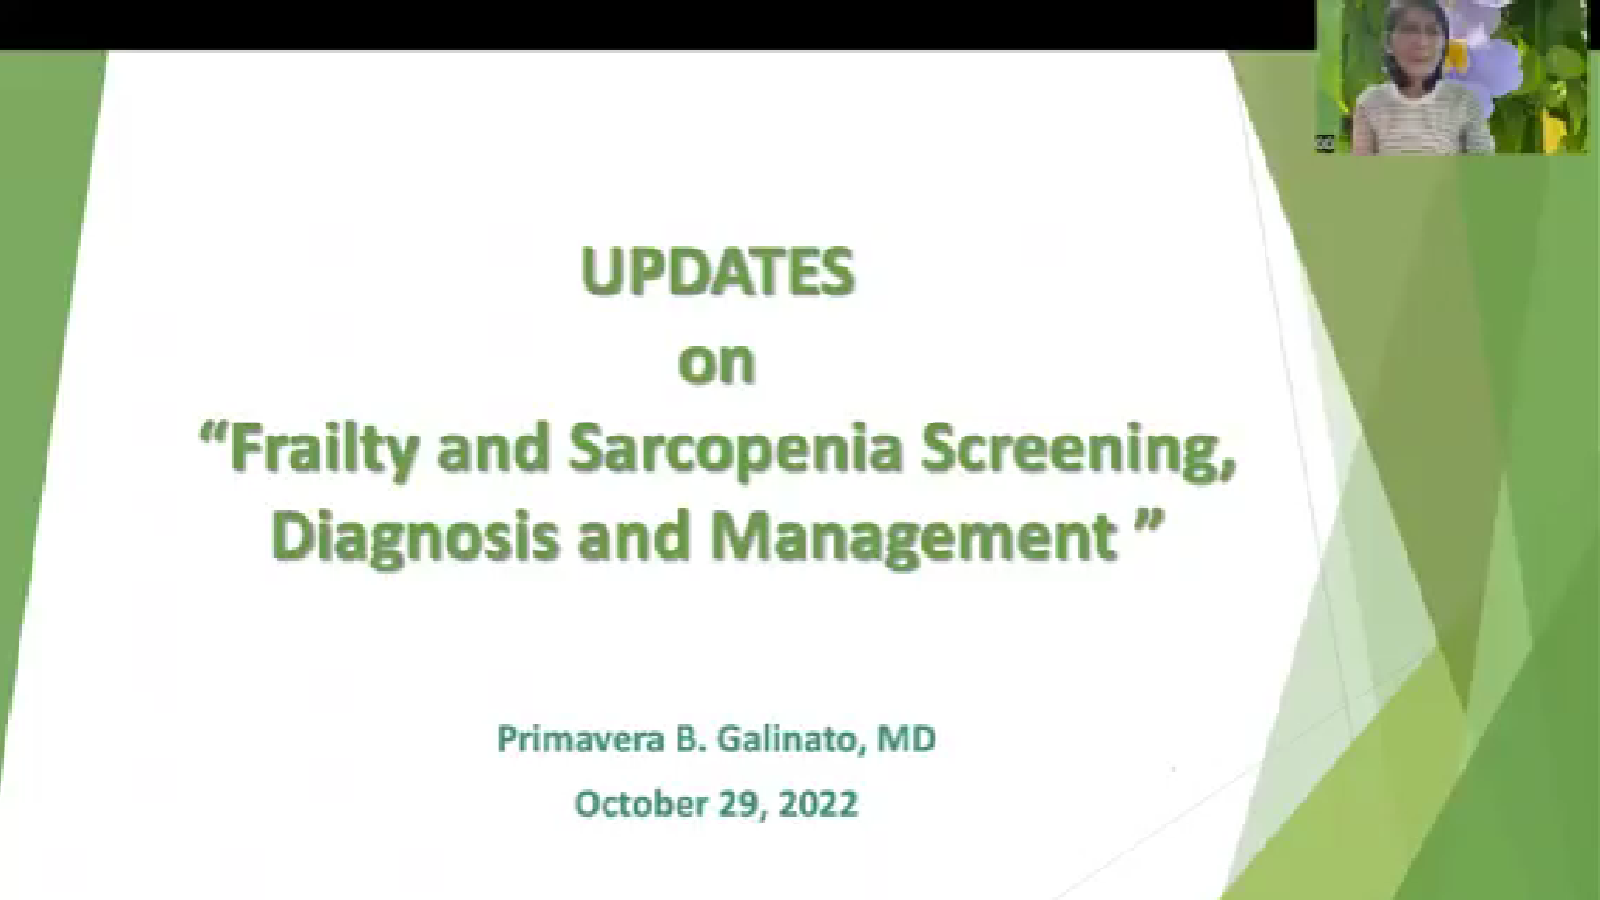 UPDATES
on
“Frailty and Sarcopenia Screening,
Diagnosis and Management ”
Primavera B. Galinato, MD
October 29, 2022